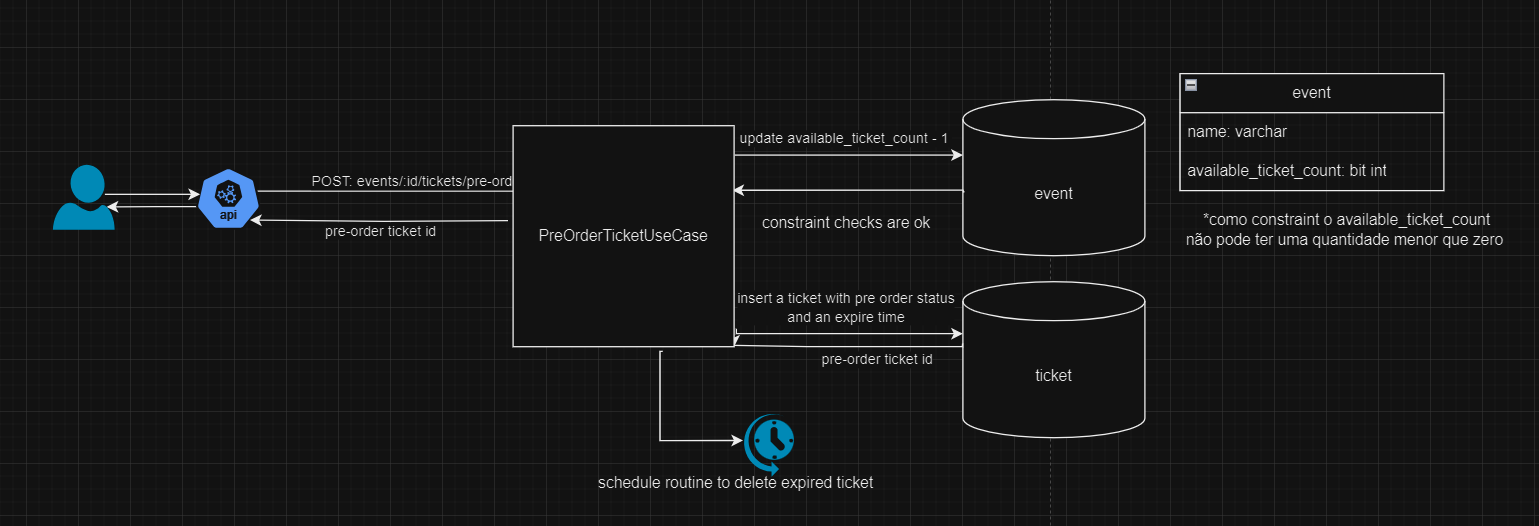 event
name: varchar
available_ticket_count: bit int
*como constraint o available_ticket_count
não pode ter uma quantidade menor que zero
update available_ticket_count - 1
event
constraint checks are ok
POST: events/:id/tickets/pre-ord
api
pre-order ticket id
PreOrderTicketUseCase
insert a ticket with pre order status
and an expire time
pre-order ticket id
ticket
schedule routine to delete expired ticket